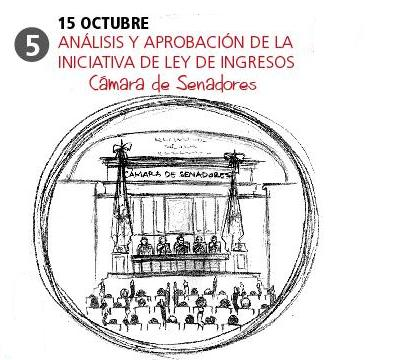 15 OCTUBRE
5
ANÁLISIS Y APROBACIÓN DE LA
INICIATIVA DE LEY DE INGRESOS
Cámara de Senadores
CÁMARA DE SENADORES